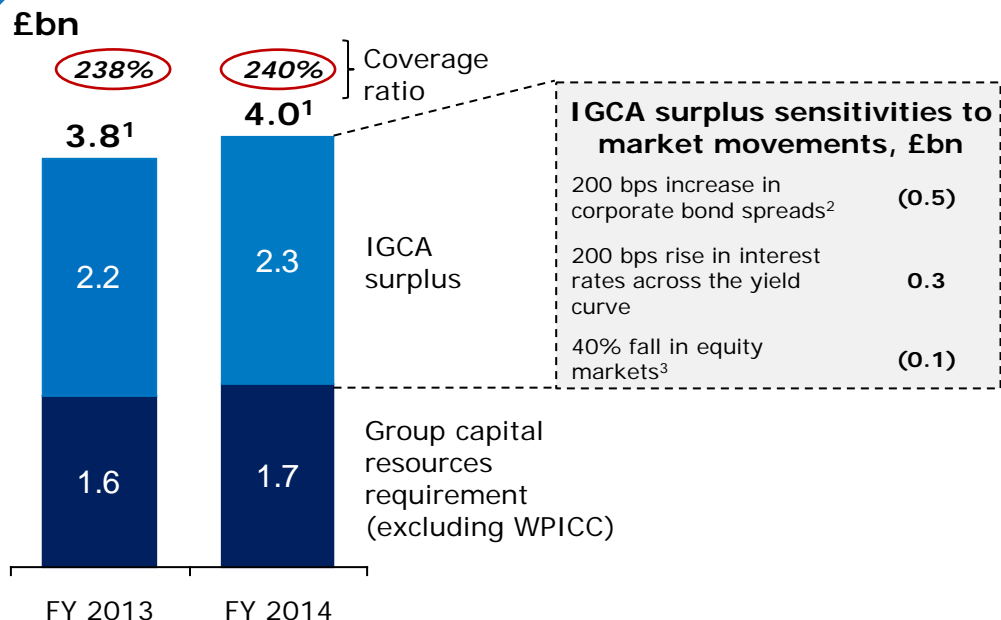 £bn
238%
240%
Coverage
ratio
3.8¹
4.0¹
2.2
2.3
IGCA
surplus
1.6
1.7
Group capital
resources
requirement
(excluding WPICC)
FY 2013
FY 2014
IGCA surplus sensitivities to
market movements, £bn
200 bps increase in
corporate bond spreads²
(0.5)
200 bps rise in interest
rates across the yield
curve
0.3
40% fall in equity
markets³
(0.1)